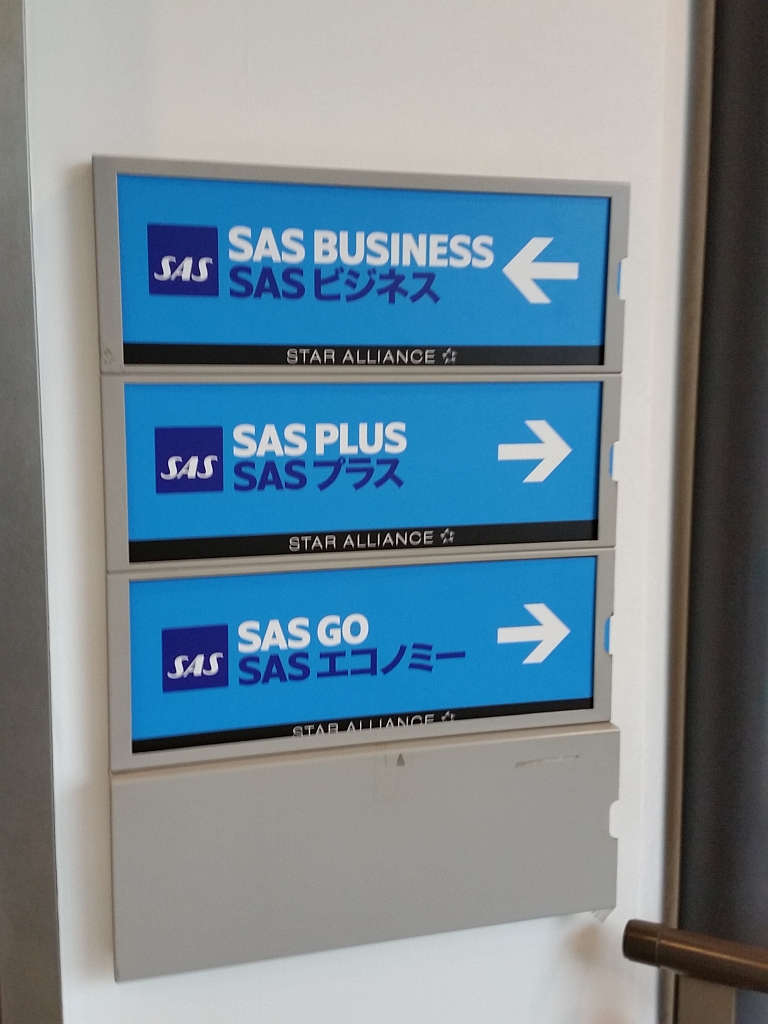 SAS
SAS BUSINESS
SAS ビジネス
STAR ALLIANCE
SAS
SAS PLUS
SAS プラス
STAR ALLIANCE
SAS
SAS GO
SAS エコノミー
STAR ALLIANCE